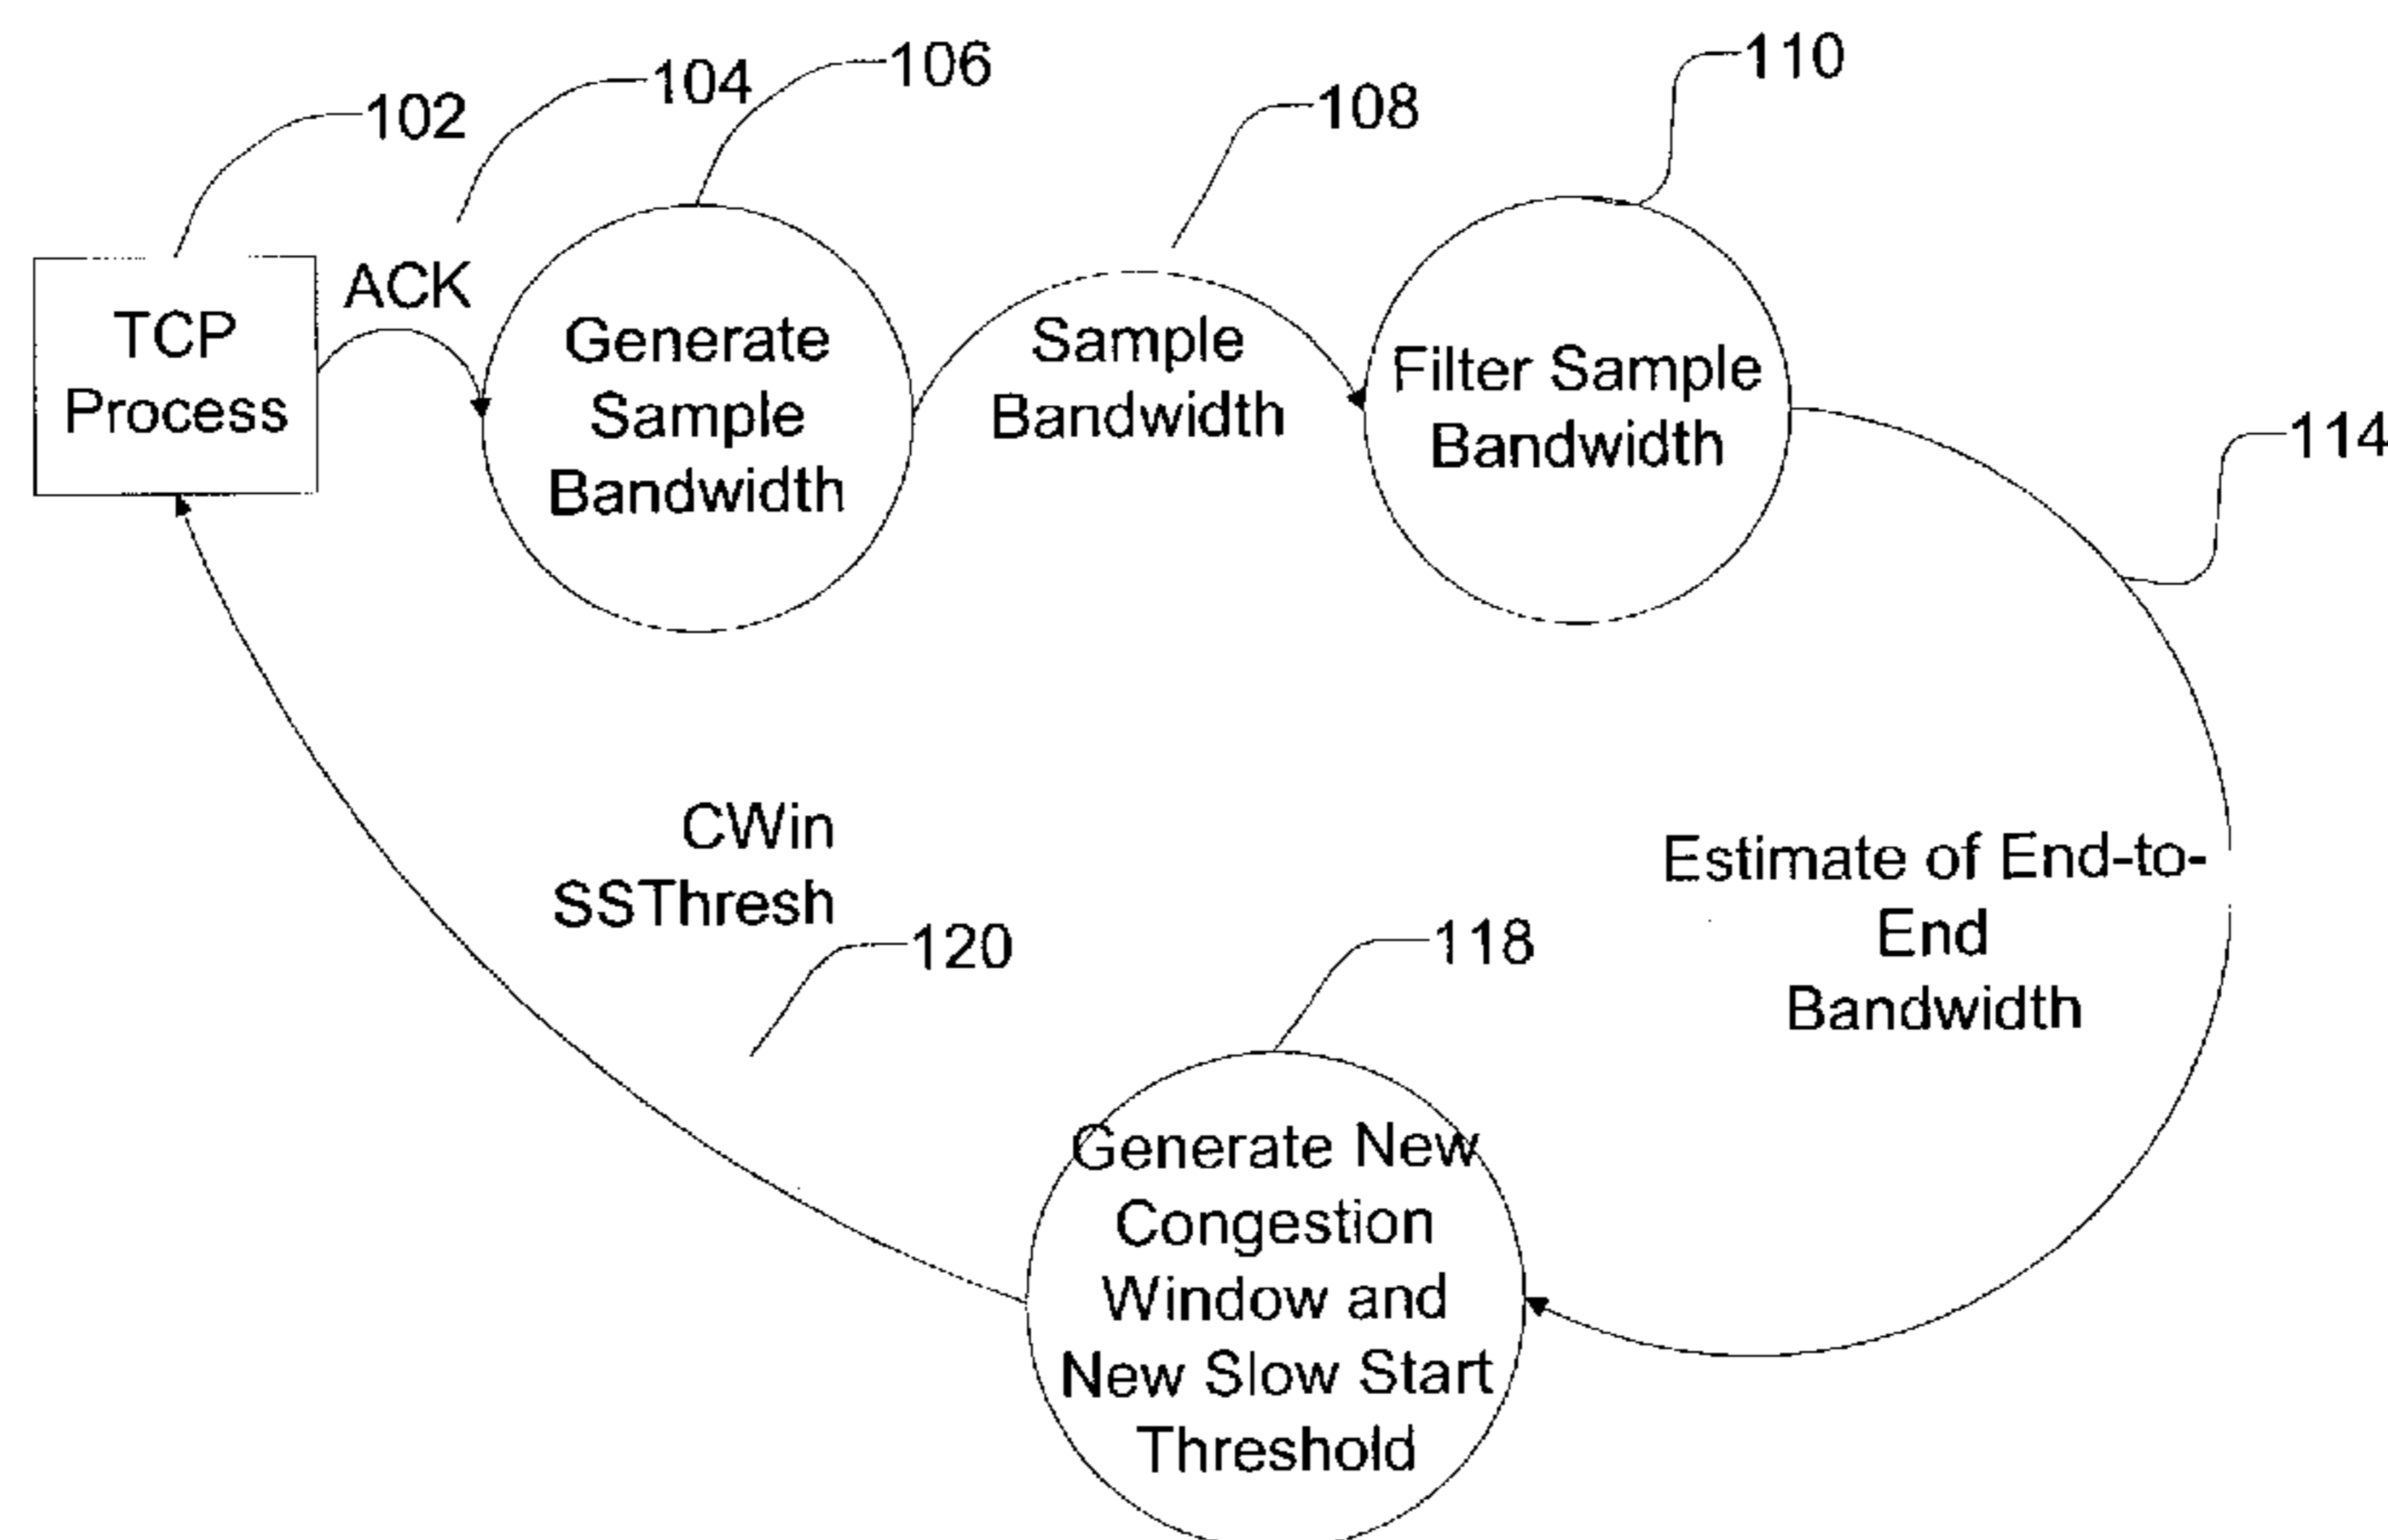 102
104
106
108
110
TCP
Process
ACK
Generate
Sample
Bandwidth
Sample
Bandwidth
Filter Sample
Bandwidth
114
CWin
SSThresh
120
Estimate of End-to-
End
Bandwidth
118
Generate New
Congestion
Window and
New Slow Start
Threshold